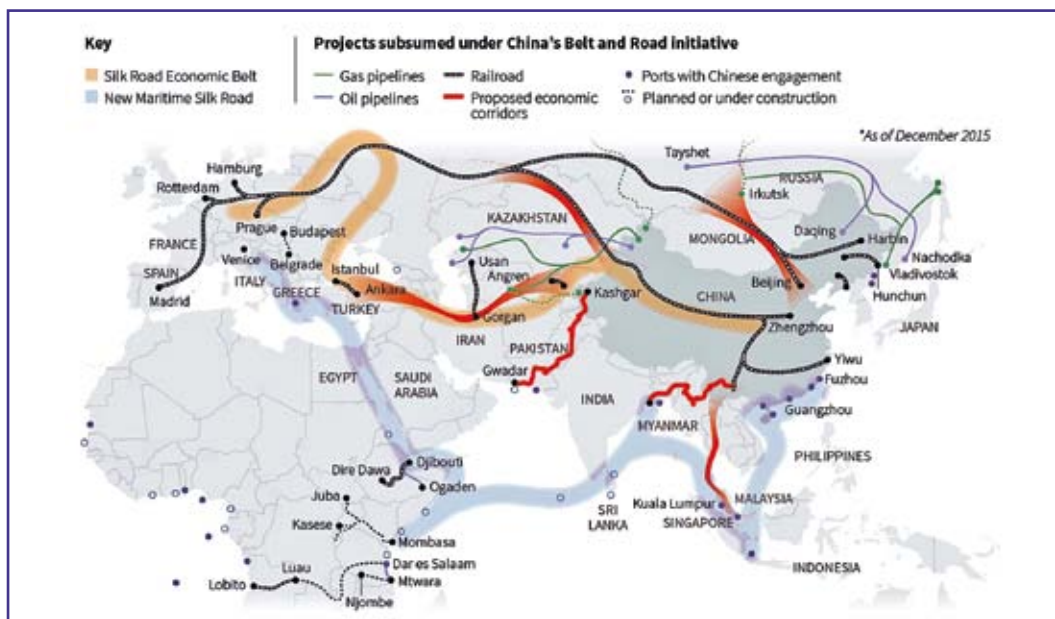 Key
Silk Road Economic Belt
New Maritime Silk Road
Projects subsumed under China's Belt and Road initiative
Gas pipelines
Oil pipelines
Railroad
Proposed economic
corridors
Ports with Chinese engagement
Planned or under construction
*As of December 2015
Tayshet
Hamburg
Rotterdam
RUSSIA
Irkutsk
KAZAKHSTAN
Prague
Budapest
MONGOLIA
Daqing
Harbin
FRANCE
Venice
Belgrade
Usan
Nachodka
ITALY
Istanbul
Angren
Vladivostok
SPAIN
GREECE
Ankara
Kashgar
Beijing
Hunchun
Madrid
TURKEY
CHINA
Gorgan
Zhengzhou
JAPAN
IRAN
PAKISTAN
Yiwu
Gwadar
EGYPT
SAUDI
ARABIA
INDIA
Fuzhou
Guangzhou
MYANMAR
PHILIPPINES
Dire Dawa
Djibouti
Ogaden
Juba
SRI
LANKA
Kuala Lumpur
MALAYSIA
SINGAPORE
Kasese
Mombasa
INDONESIA
Luau
Dar es Salaam
Lobito
Mtwara
Njombe